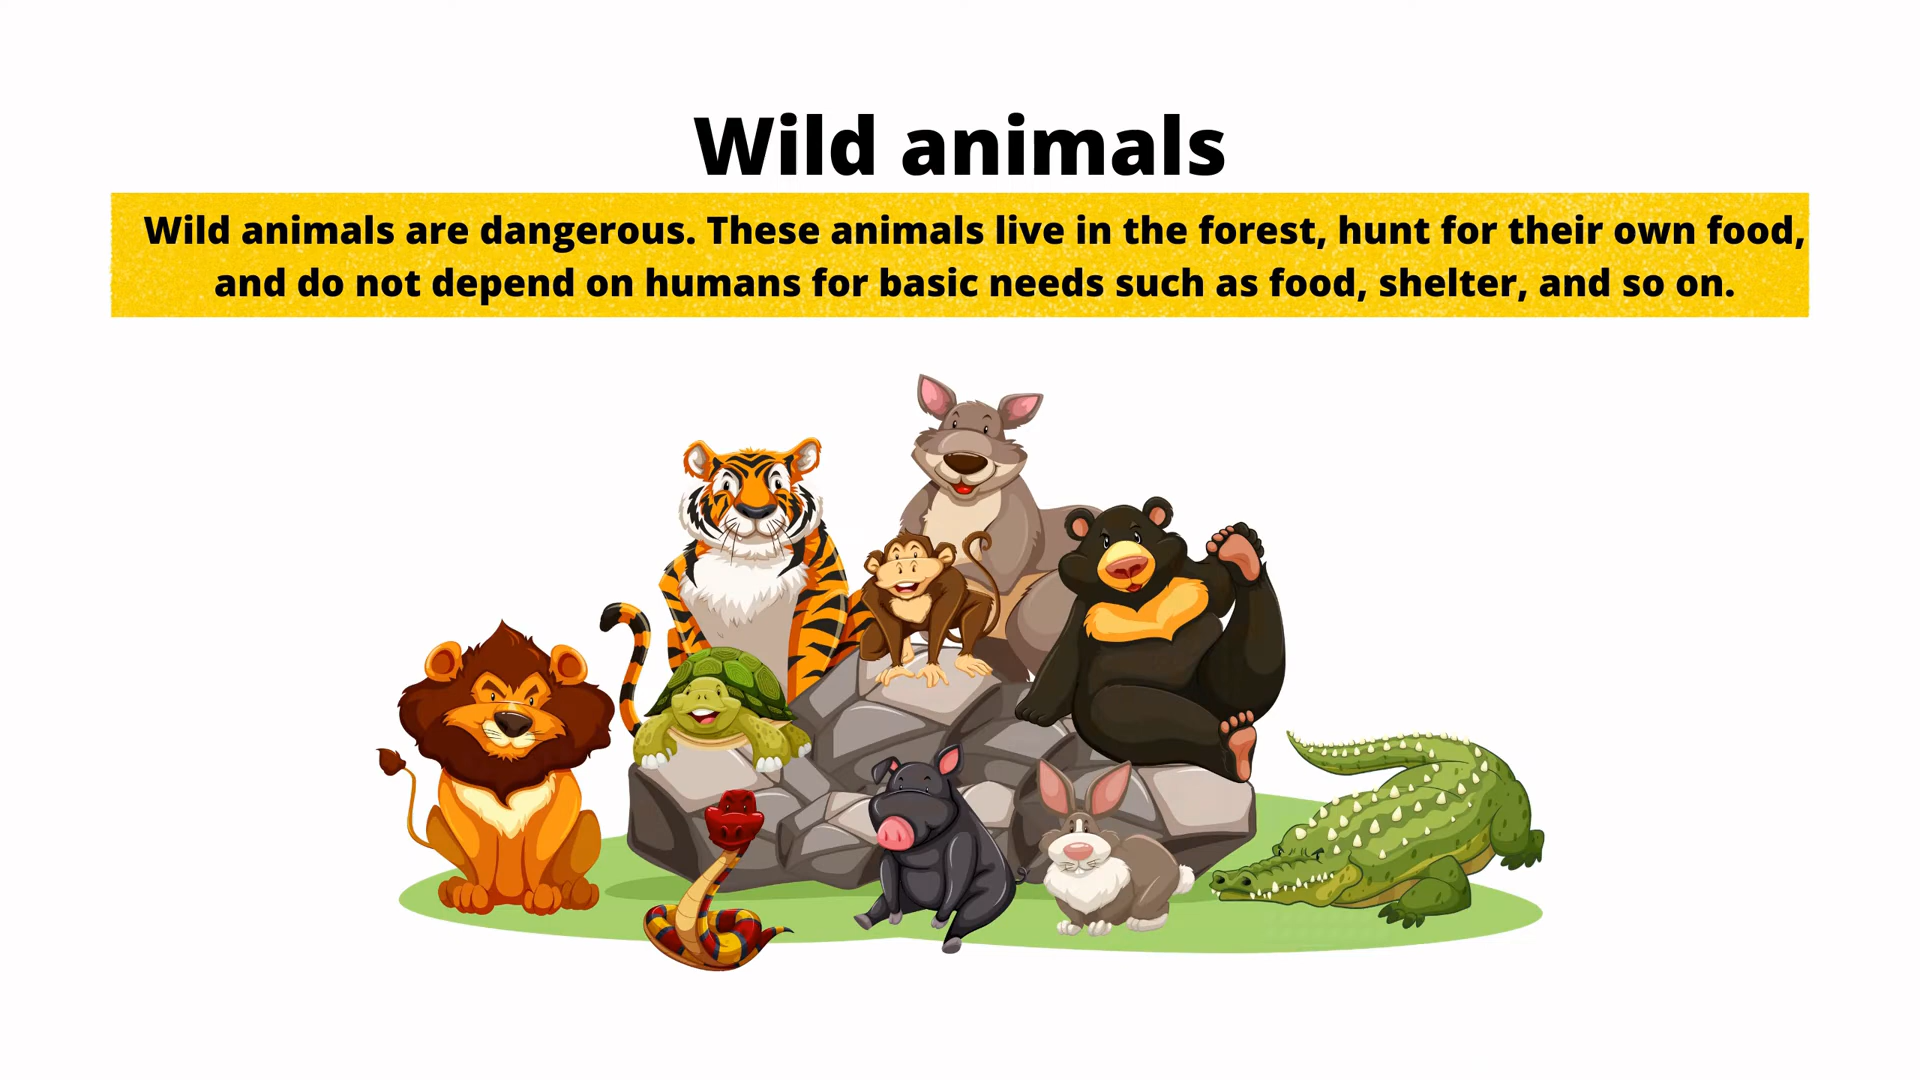 Wild animals
Wild animals are dangerous. These animals live in the forest, hunt for their own food,
and do not depend on humans for basic needs such as food, shelter, and so on.